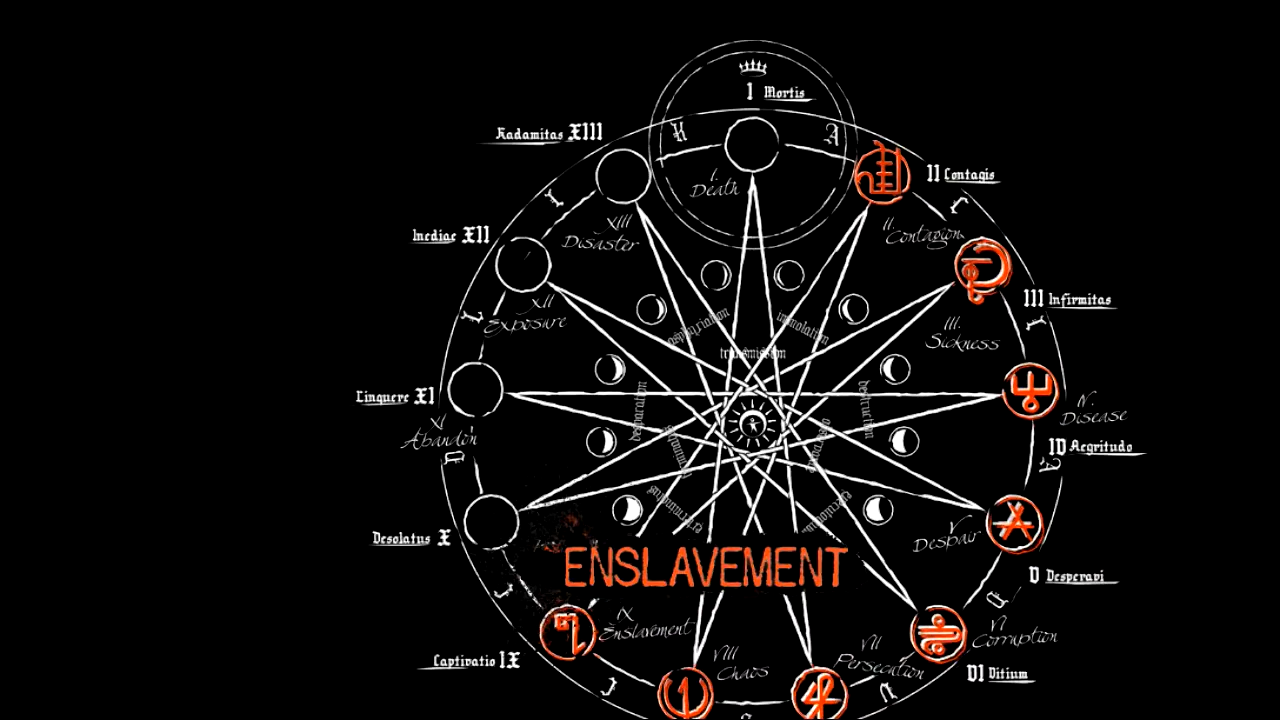 I Mortis
Kadamitas XIII
K
A
I.
Death
II Contagis
XIII
Disaster
II.
Contagion
Inediae XII
XII
Exposure
III Infirmitas
III.
Sickness
asphyxiation
immolation
transmission
Linquere XI
XI
Abandon
IV.
Disease
IV Aegritudo
Desolatus X
V
Despair
V Desperavi
ENSLAVEMENT
IX
Enslavement
VI
Corruption
VII
Persecution
VIII
Chaos
Captivatio IX
VI Vitium